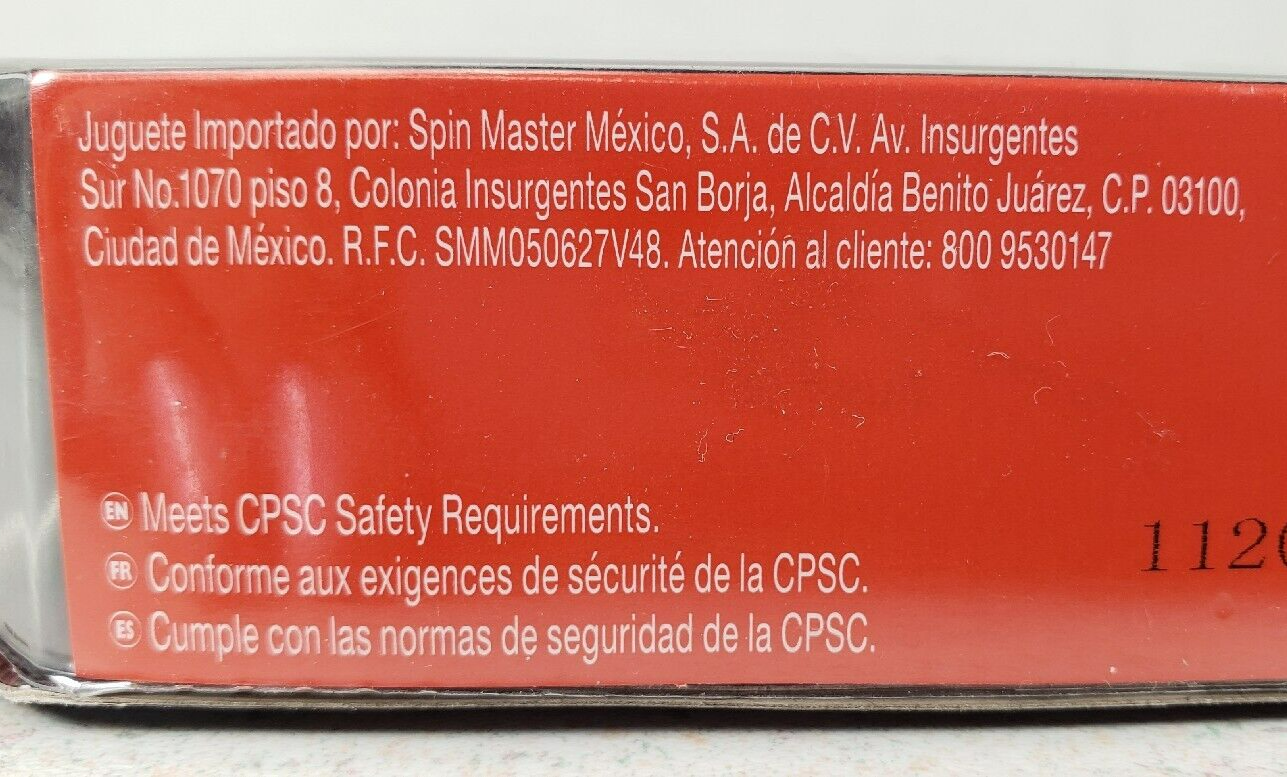 Juguete Importado por: Spin Master México, S.A. de C.V. Av. Insurgentes
Sur No.1070 piso 8, Colonia Insurgentes San Borja, Alcaldía Benito Juárez, C.P. 03100,
Ciudad de México. R.F.C. SMM050627V48. Atención al cliente: 800 9530147
EN Meets CPSC Safety Requirements.
FR Conforme aux exigences de sécurité de la CPSC.
ES Cumple con las normas de seguridad de la CPSC.